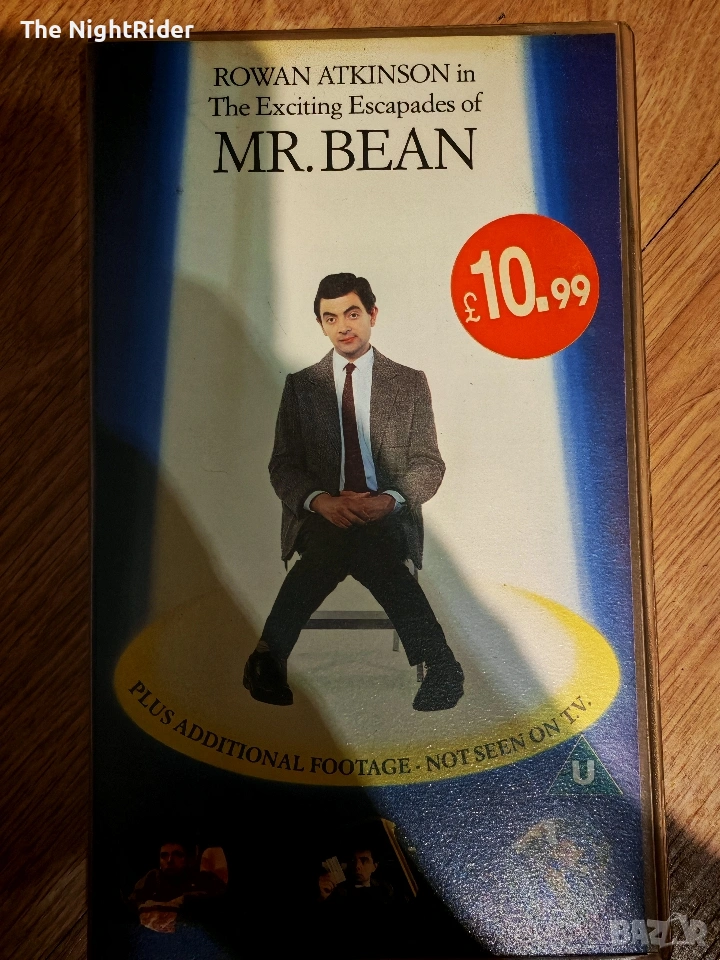 The NightRider
ROWAN ATKINSON in
The Exciting Escapades of
MR. BEAN
£10.99
PLUS ADDITIONAL FOOTAGE - NOT SEEN ON T.V.
U
BAZAR